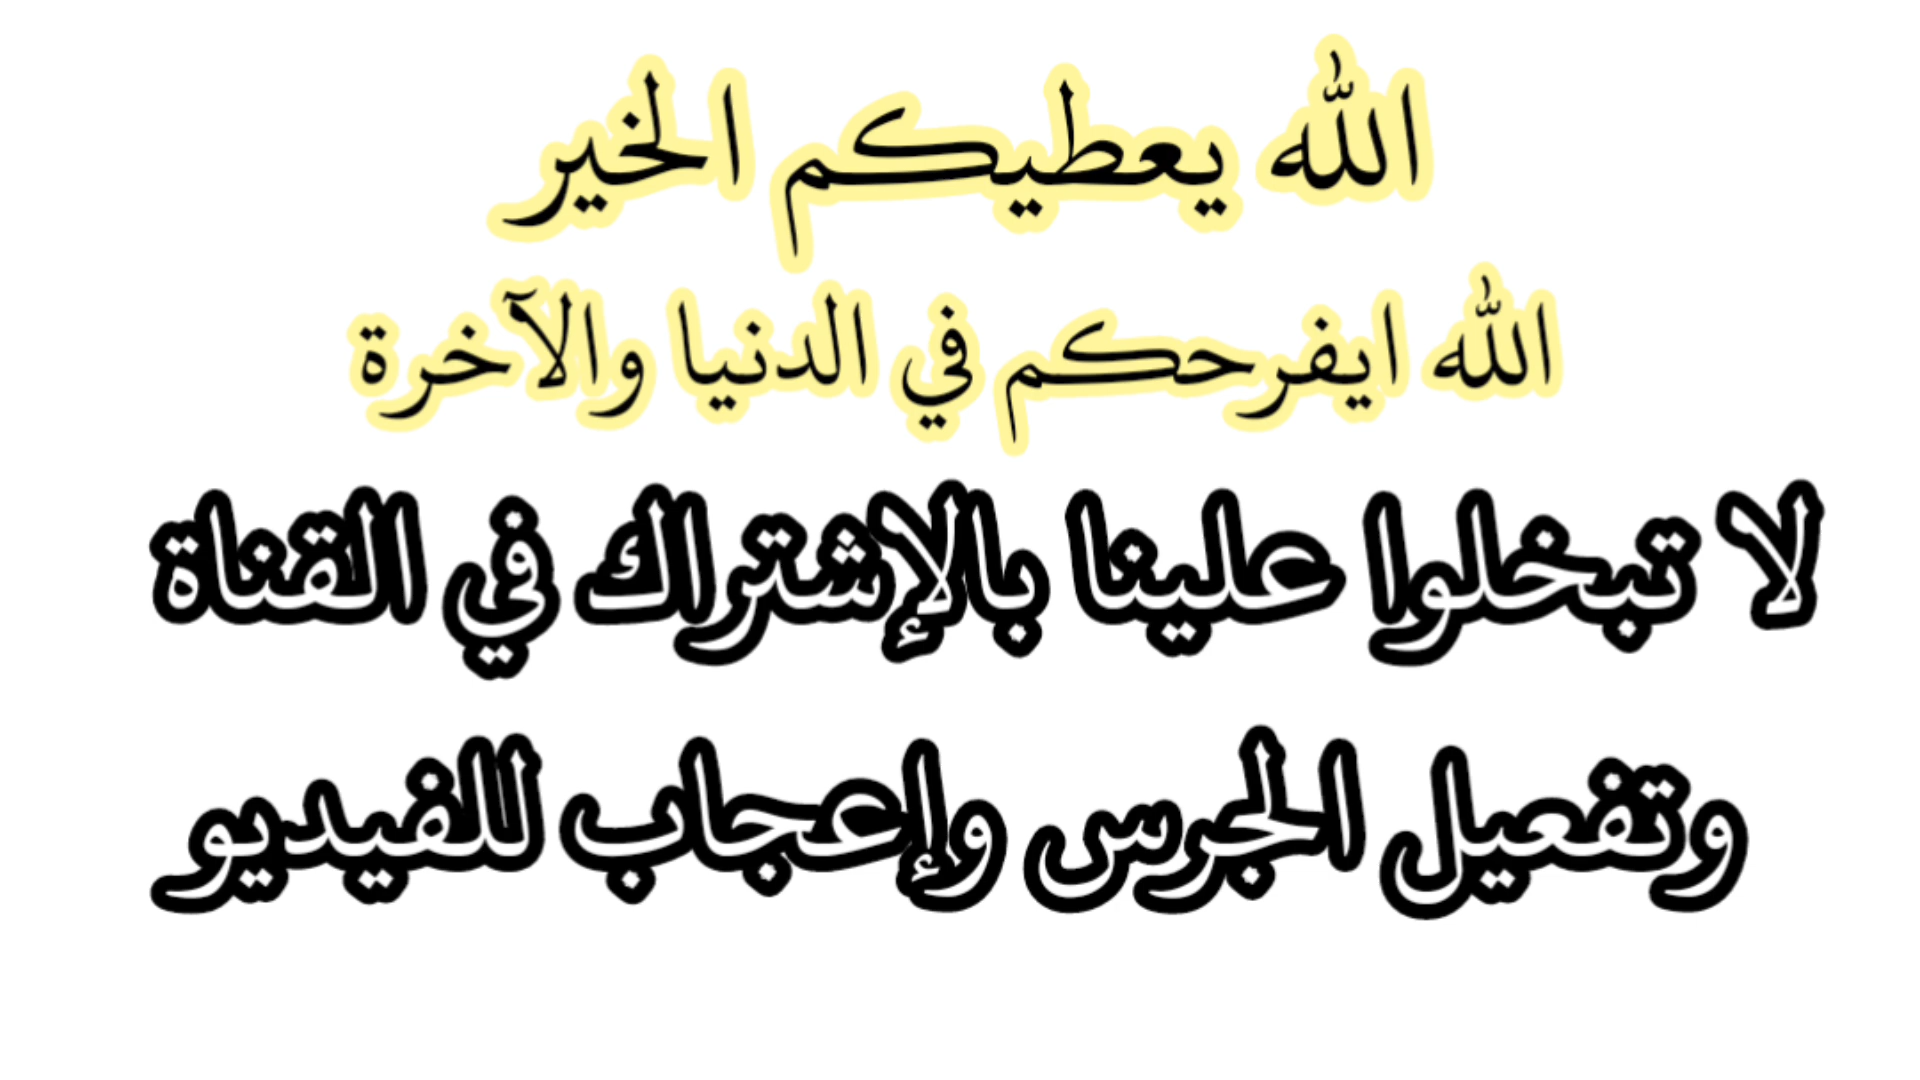 الله يعطيكم الخير
الله ايفرحكم في الدنيا والآخرة
لا تبخلوا علينا بالإشتراك في القناة
وتفعيل الجرس وإعجاب للفيديو